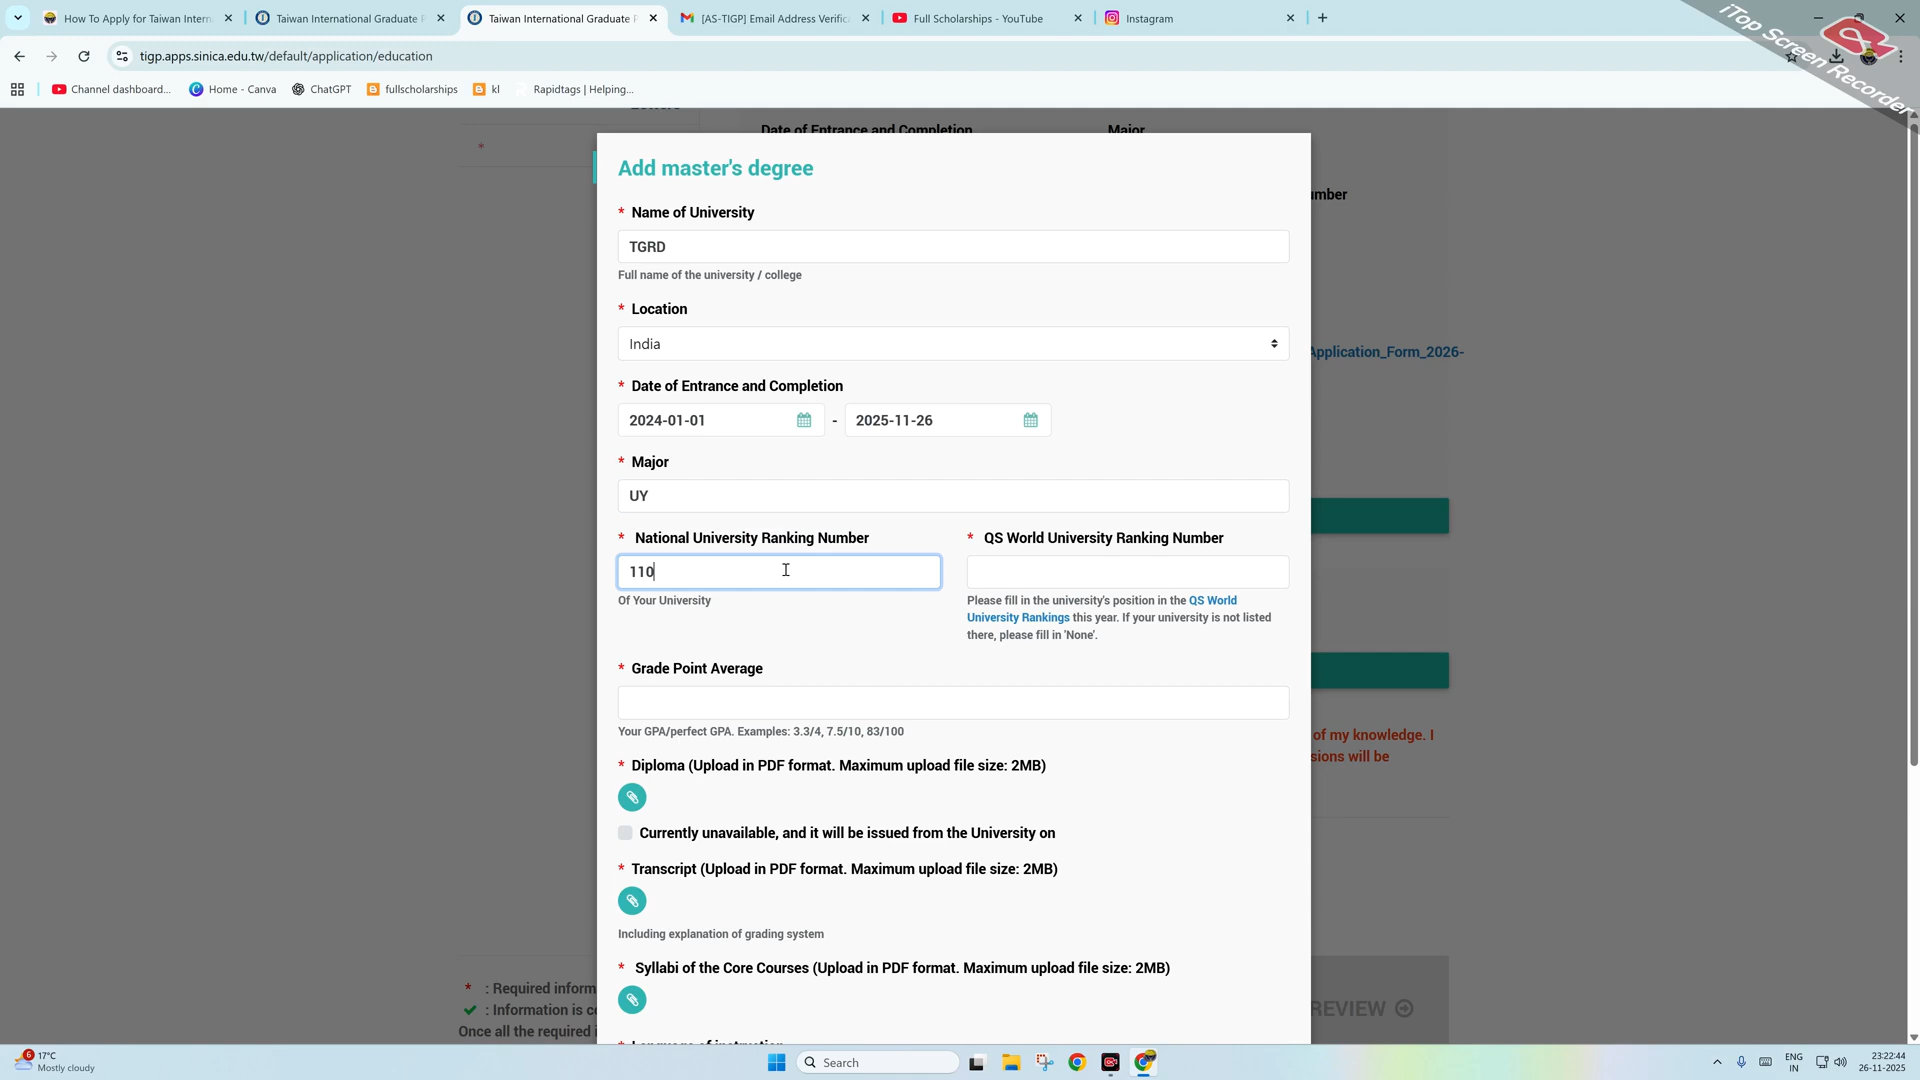 How To Apply for Taiwan Intern
Taiwan International Graduate P
Taiwan International Graduate P
[AS-TIGP] Email Address Verific
Full Scholarships - YouTube
Instagram
tigp.apps.sinica.edu.tw/default/application/education
Channel dashboard...
Home - Canva
ChatGPT
fullscholarships
kl
Rapidtags | Helping...
iTop Screen Recorder
Date of Entrance and Completion
Major
*
Add master's degree
* Name of University
umber
TGRD
Full name of the university / college
* Location
India
Application_Form_2026-
* Date of Entrance and Completion
2024-01-01 - 2025-11-26
* Major
UY
* National University Ranking Number
* QS World University Ranking Number
110
Of Your University
Please fill in the university's position in the QS World
University Rankings this year. If your university is not listed
there, please fill in 'None'.
* Grade Point Average
Your GPA/perfect GPA. Examples: 3.3/4, 7.5/10, 83/100
of my knowledge. I
sions will be
* Diploma (Upload in PDF format. Maximum upload file size: 2MB)
Currently unavailable, and it will be issued from the University on
* Transcript (Upload in PDF format. Maximum upload file size: 2MB)
Including explanation of grading system
* Syllabi of the Core Courses (Upload in PDF format. Maximum upload file size: 2MB)
* : Required inform
: Information is co
Once all the required i
REVIEW
6
17°C
Mostly cloudy
Search
ENG
IN
23:22:44
26-11-2025